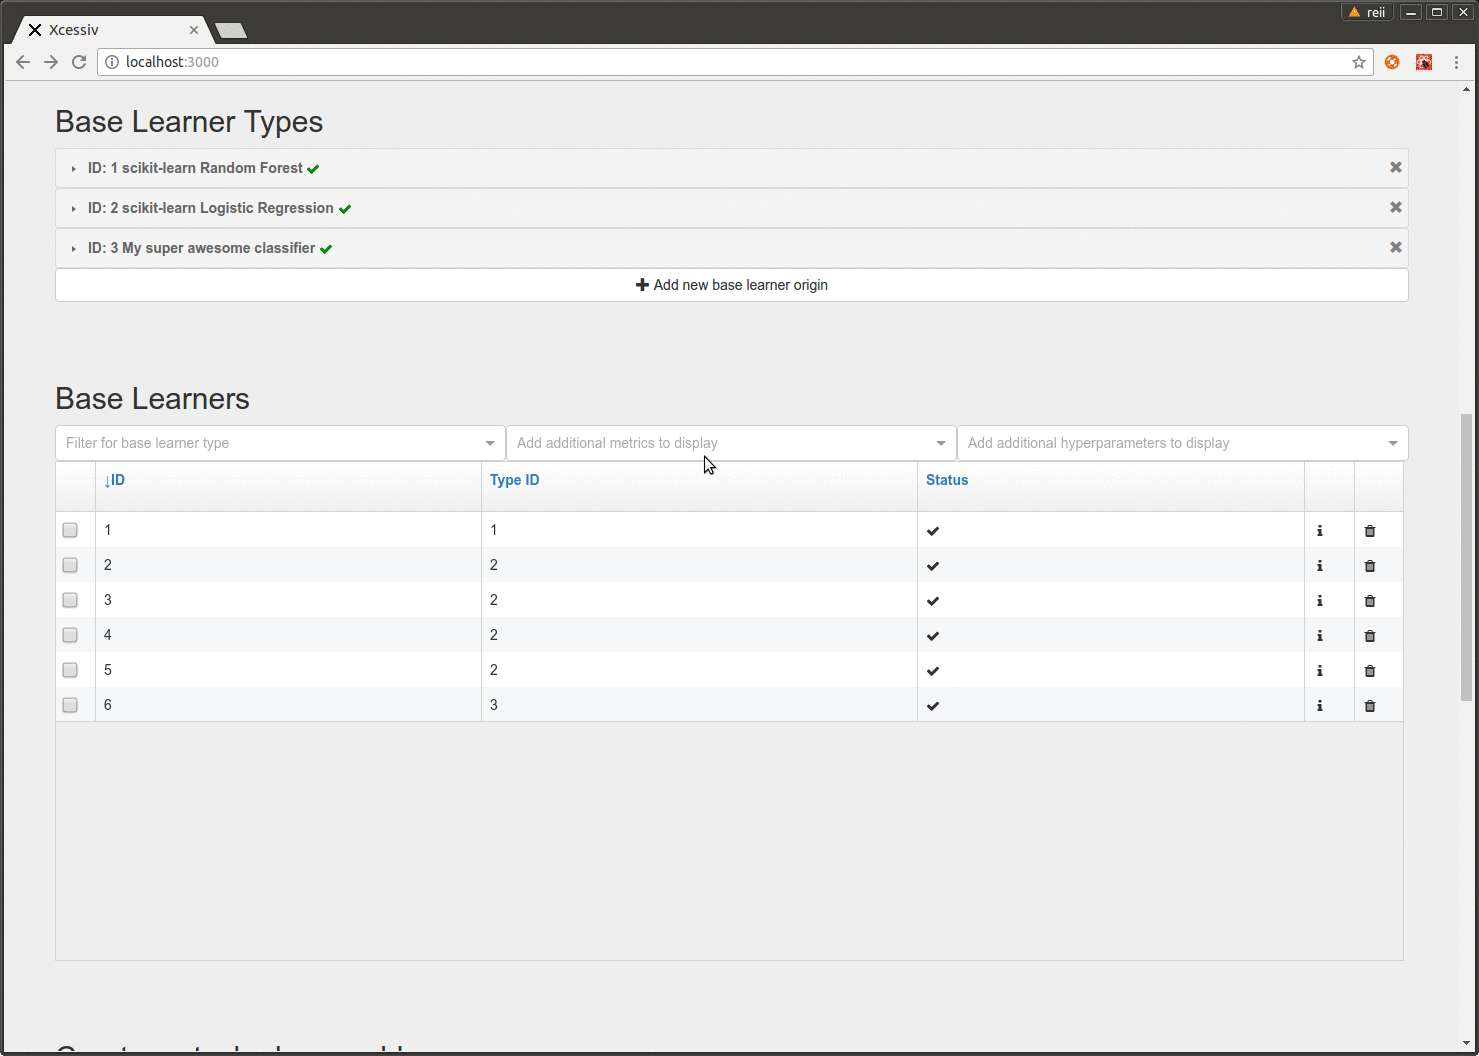 reii
Xcessiv
localhost:3000
Base Learner Types
ID: 1 scikit-learn Random Forest
ID: 2 scikit-learn Logistic Regression
ID: 3 My super awesome classifier
Add new base learner origin
Base Learners
Filter for base learner type Add additional metrics to display Add additional hyperparameters to display
↓ID Type ID Status
1 1
2 2
3 2
4 2
5 2
6 3